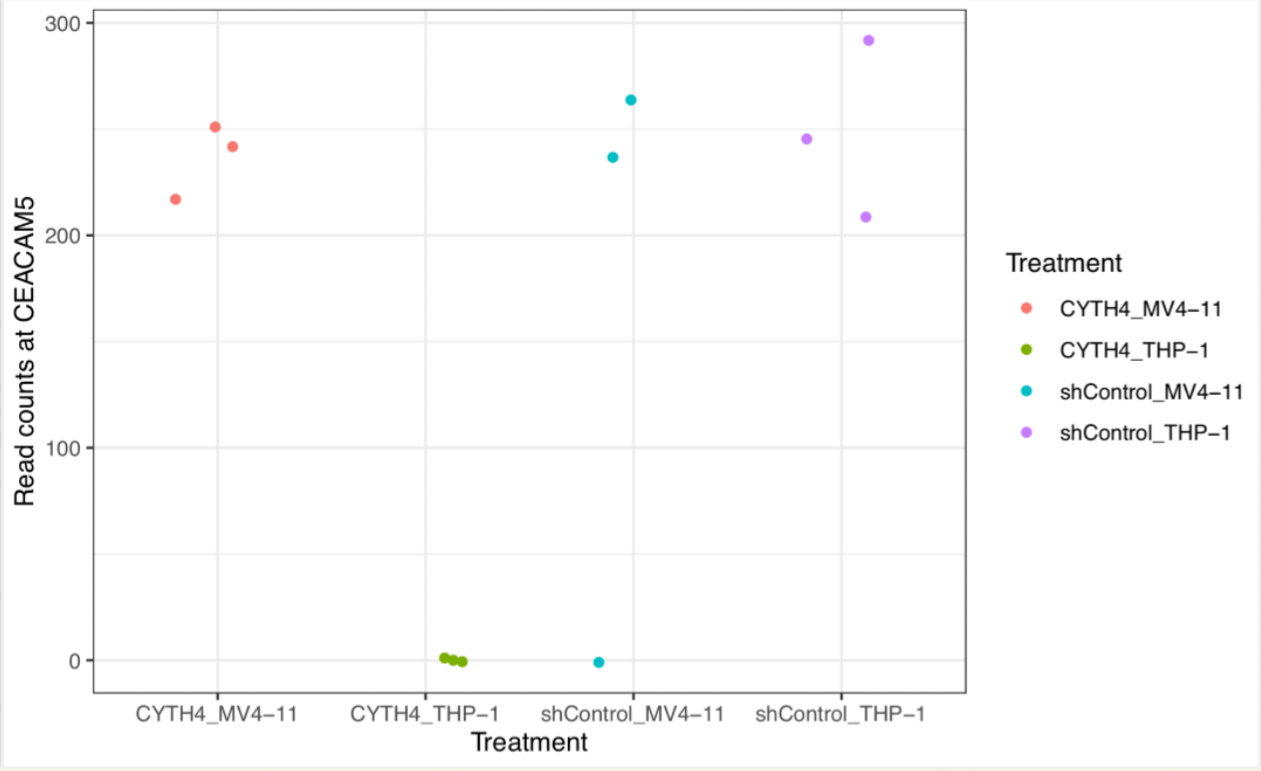 300
200
100
0
Read counts at CEACAM5
CYTH4_MV4−11
CYTH4_THP−1
shControl_MV4−11
shControl_THP−1
Treatment
Treatment
CYTH4_MV4−11
CYTH4_THP−1
shControl_MV4−11
shControl_THP−1